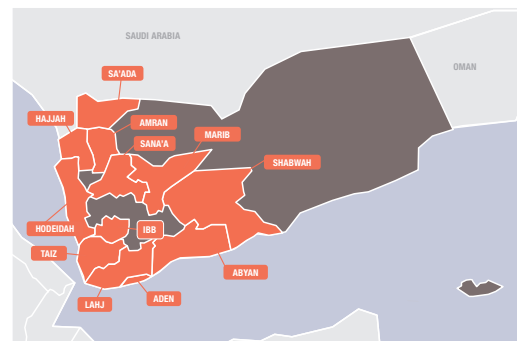 SAUDI ARABIA
OMAN
SA'ADA
HAJJAH
AMRAN
MARIB
SANA'A
SHABWAH
HODEIDAH
IBB
TAIZ
ABYAN
LAHJ
ADEN